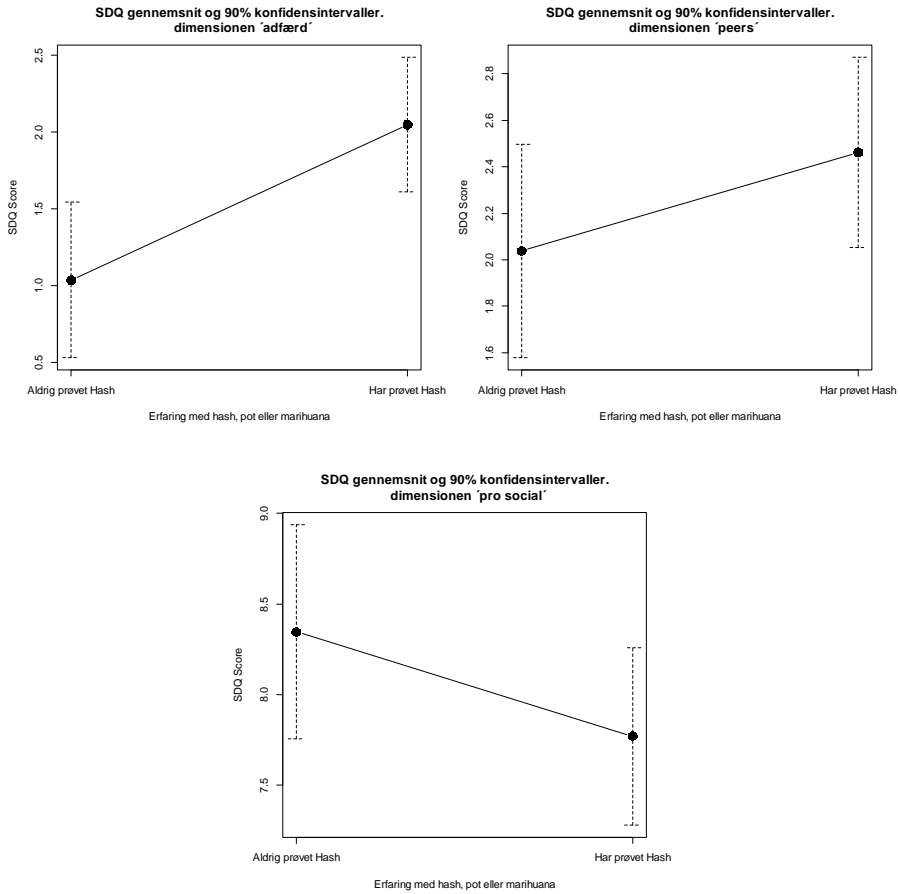 SDQ gennemsnit og 90% konfidensintervaller.
dimensionen ´adfærd´
SDQ Score
2.5
2.0
1.5
1.0
0.5
Aldrig prøvet Hash
Har prøvet Hash
Erfaring med hash, pot eller marihuana
SDQ gennemsnit og 90% konfidensintervaller.
dimensionen ´peers´
SDQ Score
2.8
2.6
2.4
2.2
2.0
1.8
1.6
Aldrig prøvet Hash
Har prøvet Hash
Erfaring med hash, pot eller marihuana
SDQ gennemsnit og 90% konfidensintervaller.
dimensionen ´pro social´
SDQ Score
9.0
8.5
8.0
7.5
Aldrig prøvet Hash
Har prøvet Hash
Erfaring med hash, pot eller marihuana